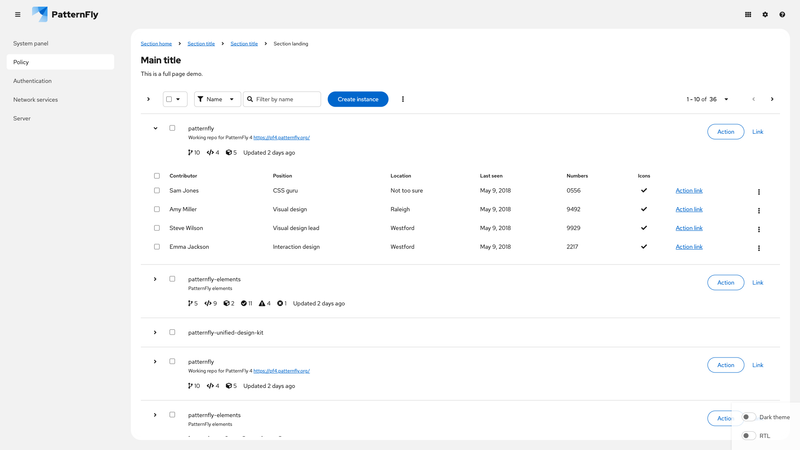 PatternFly
System panel
Policy
Authentication
Network services
Server
Section home Section title Section title Section landing
Main title
This is a full page demo.
Name Filter by name Create instance 1 - 10 of 36
patternfly Action Link
Working repo for PatternFly 4 https://pf4.patternfly.org/
10 4 5 Updated 2 days ago
Contributor Position Location Last seen Numbers Icons
Sam Jones CSS guru Not too sure May 9, 2018 0556 Action link
Amy Miller Visual design Raleigh May 9, 2018 9492 Action link
Steve Wilson Visual design lead Westford May 9, 2018 9929 Action link
Emma Jackson Interaction design Westford May 9, 2018 2217 Action link
patternfly-elements Action Link
PatternFly elements
5 9 2 11 4 1 Updated 2 days ago
patternfly-unified-design-kit
patternfly Action Link
Working repo for PatternFly 4 https://pf4.patternfly.org/
10 4 5 Updated 2 days ago
patternfly-elements Action
PatternFly elements
Dark theme
RTL